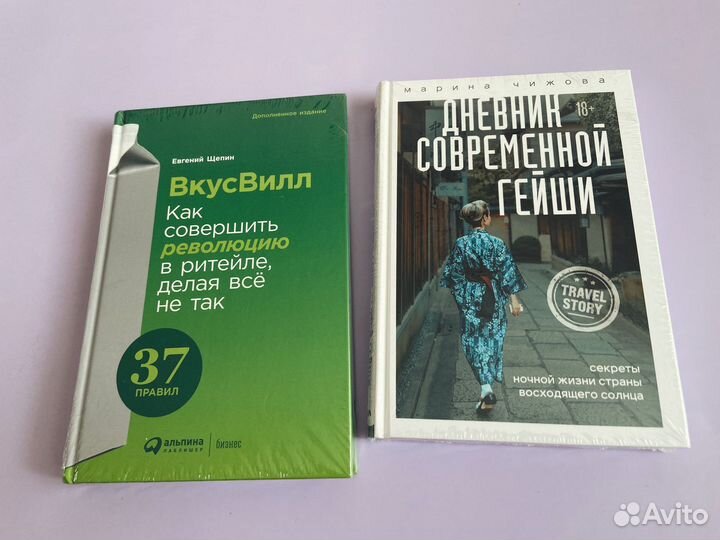 Дополненное издание
Евгений Щепин
ВкусВилл
Как
совершить
революцию
в ритейле,
делая всё
не так
37
ПРАВИЛ
альпина
ПАБЛИШЕР
бизнес
марина чижова
ДНЕВНИК
18+
СОВРЕМЕННОЙ
ГЕЙШИ
TRAVEL
STORY
секреты
ночной жизни страны
восходящего солнца
Avito